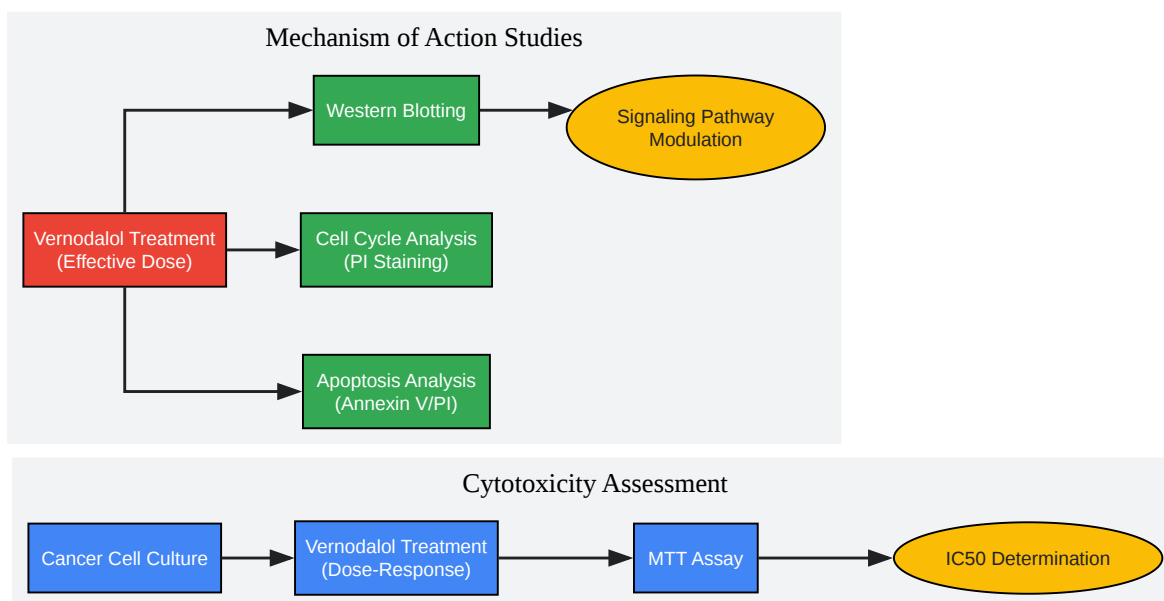 Mechanism of Action Studies
Western Blotting
Signaling Pathway
Modulation
Vernodalol Treatment
(Effective Dose)
Cell Cycle Analysis
(PI Staining)
Apoptosis Analysis
(Annexin V/PI)
Cytotoxicity Assessment
Cancer Cell Culture
Vernodalol Treatment
(Dose-Response)
MTT Assay
IC50 Determination